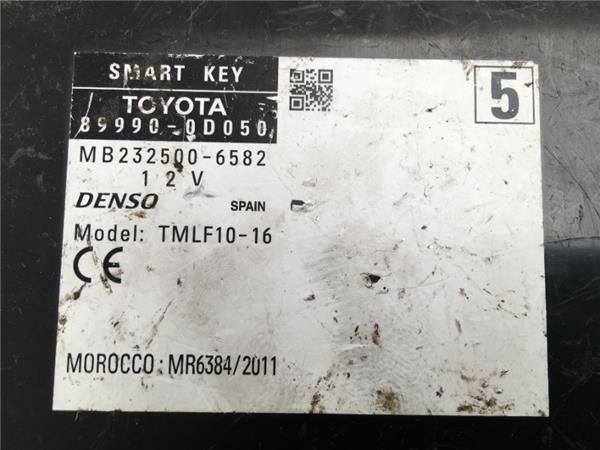 SMART KEY
5
TOYOTA
89990-0D050
MB232500-6582
12V
DENSO SPAIN
Model: TMLF10-16
CE
MOROCCO: MR6384/2011